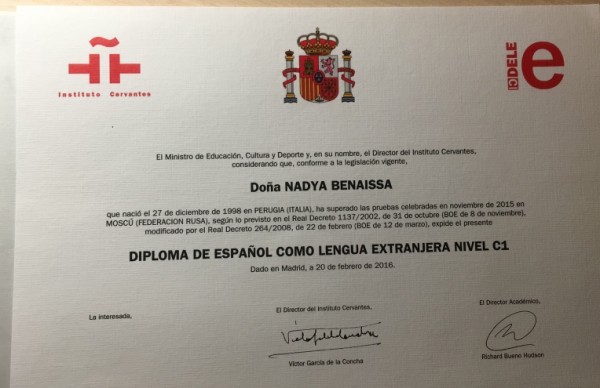 Instituto Cervantes
DELE
e
El Ministro de Educación, Cultura y Deporte y, en su nombre, el Director del Instituto Cervantes,
considerando que, conforme a la legislación vigente,
Doña NADYA BENAISSA
que nació el 27 de diciembre de 1998 en PERUGIA (ITALIA), ha superado las pruebas celebradas en noviembre de 2015 en
MOSCÚ (FEDERACION RUSA), según lo previsto en el Real Decreto 1137/2002, de 31 de octubre (BOE de 8 de noviembre),
modificado por el Real Decreto 264/2008, de 22 de febrero (BOE de 12 de marzo), expide el presente
DIPLOMA DE ESPAÑOL COMO LENGUA EXTRANJERA NIVEL C1
Dado en Madrid, a 20 de febrero de 2016.
La interesada,
El Director del Instituto Cervantes,
El Director Académico,
Víctor García de la Concha
Richard Bueno Hudson